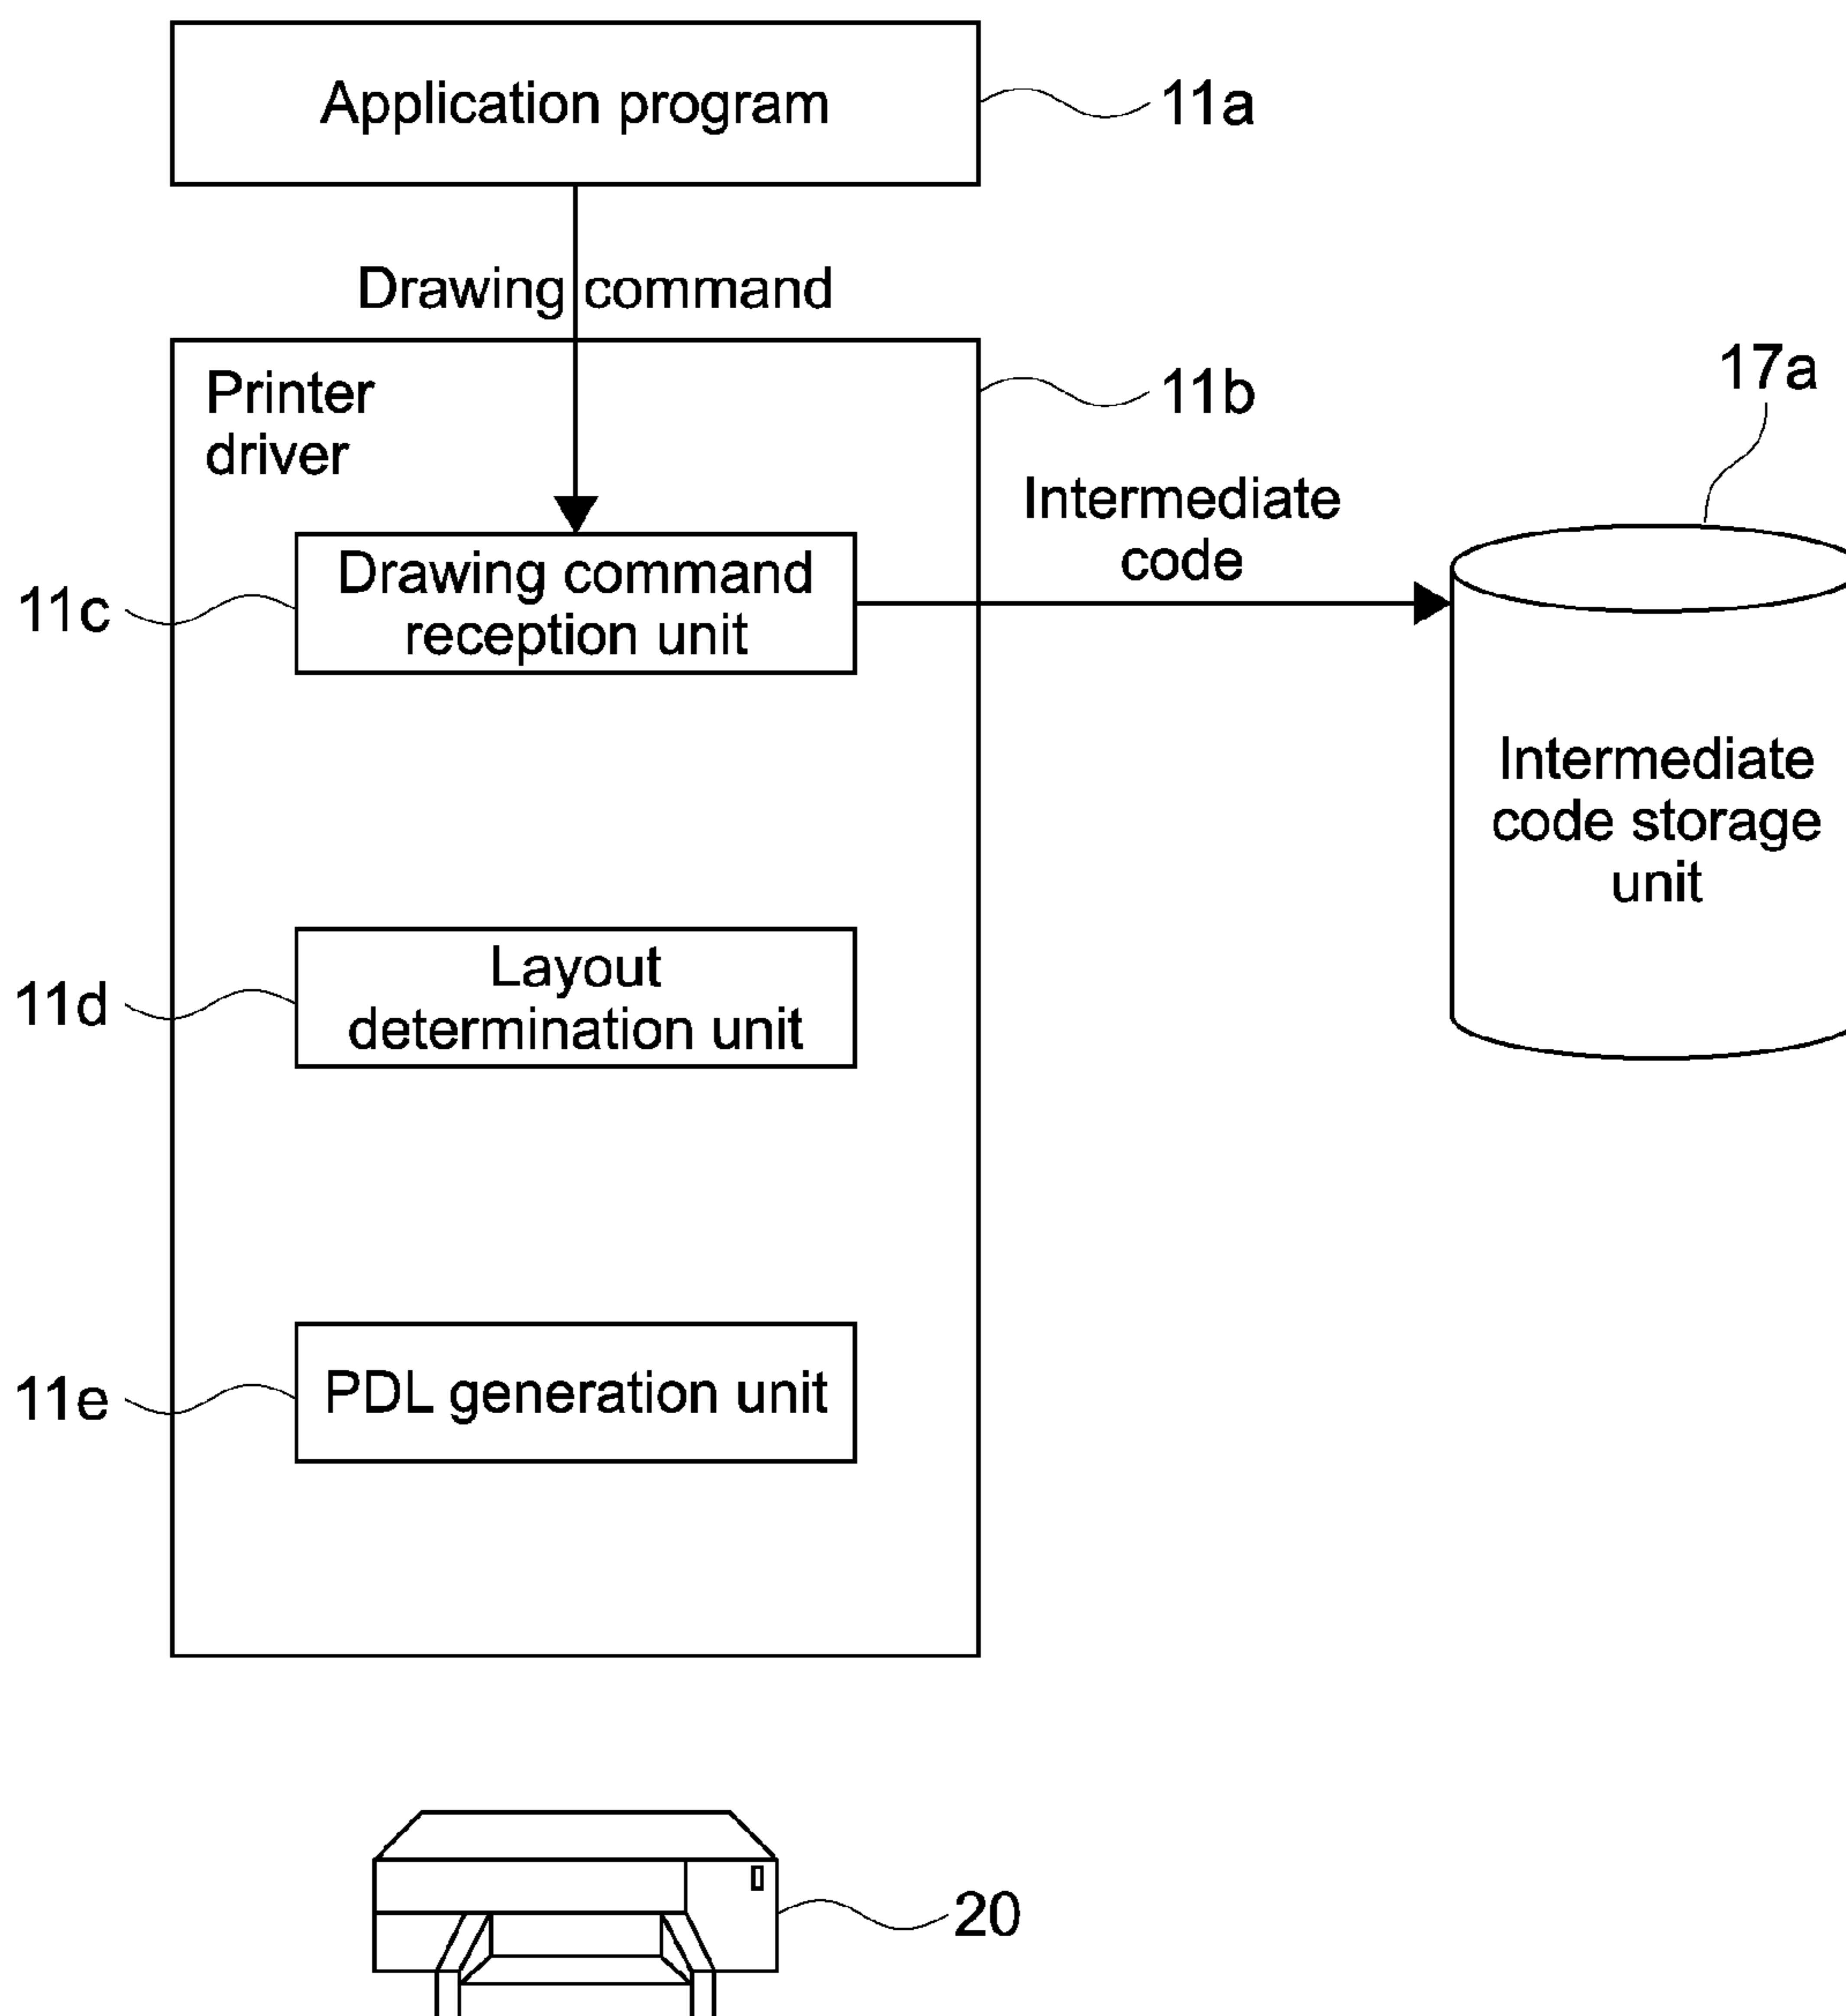 Application program
11a
Drawing command
Printer
driver
11b
17a
Intermediate
code
Drawing command
reception unit
11c
Intermediate
code storage
unit
Layout
determination unit
11d
PDL generation unit
11e
20